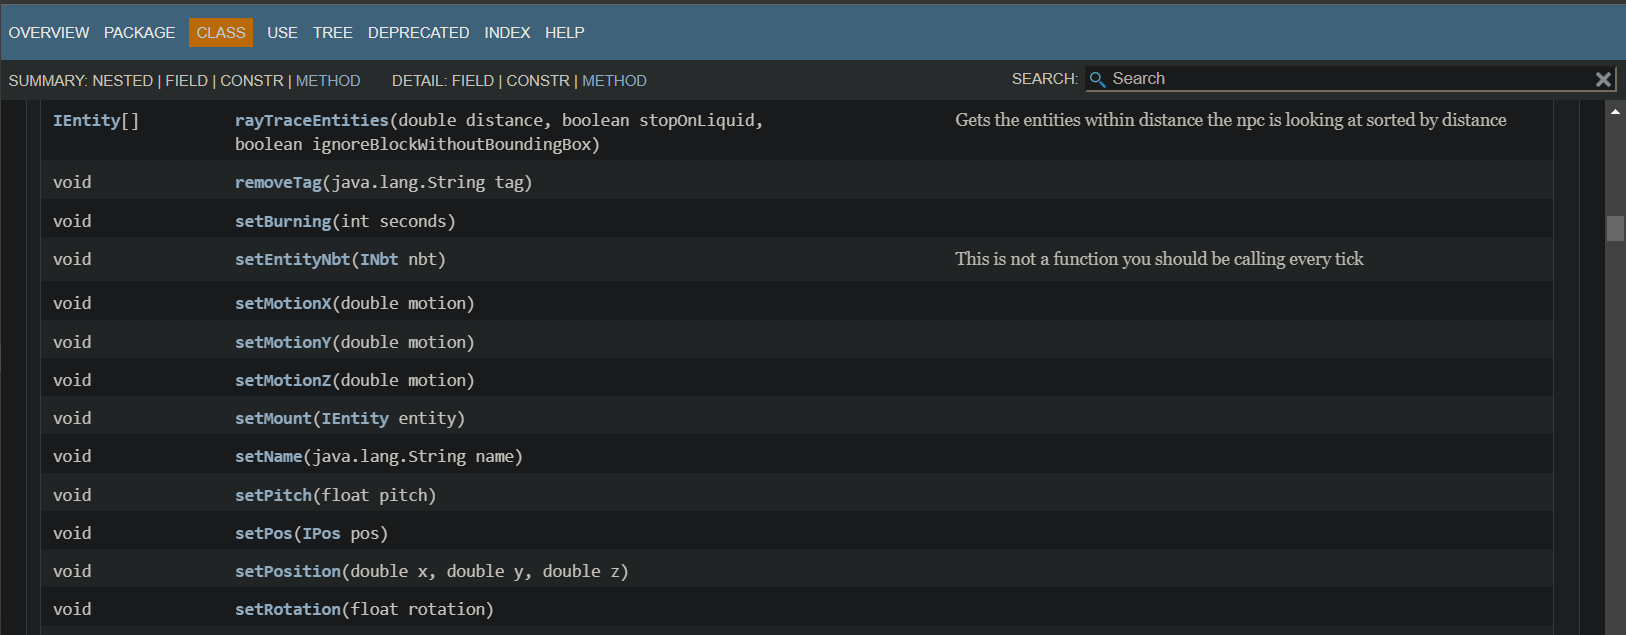 OVERVIEW PACKAGE CLASS USE TREE DEPRECATED INDEX HELP
SUMMARY: NESTED | FIELD | CONSTR | METHOD DETAIL: FIELD | CONSTR | METHOD SEARCH: Search
IEntity[] rayTraceEntities(double distance, boolean stopOnLiquid, Gets the entities within distance the npc is looking at sorted by distance
boolean ignoreBlockWithoutBoundingBox)
void removeTag(java.lang.String tag)
void setBurning(int seconds)
void setEntityNbt(INbt nbt) This is not a function you should be calling every tick
void setMotionX(double motion)
void setMotionY(double motion)
void setMotionZ(double motion)
void setMount(IEntity entity)
void setName(java.lang.String name)
void setPitch(float pitch)
void setPos(IPos pos)
void setPosition(double x, double y, double z)
void setRotation(float rotation)